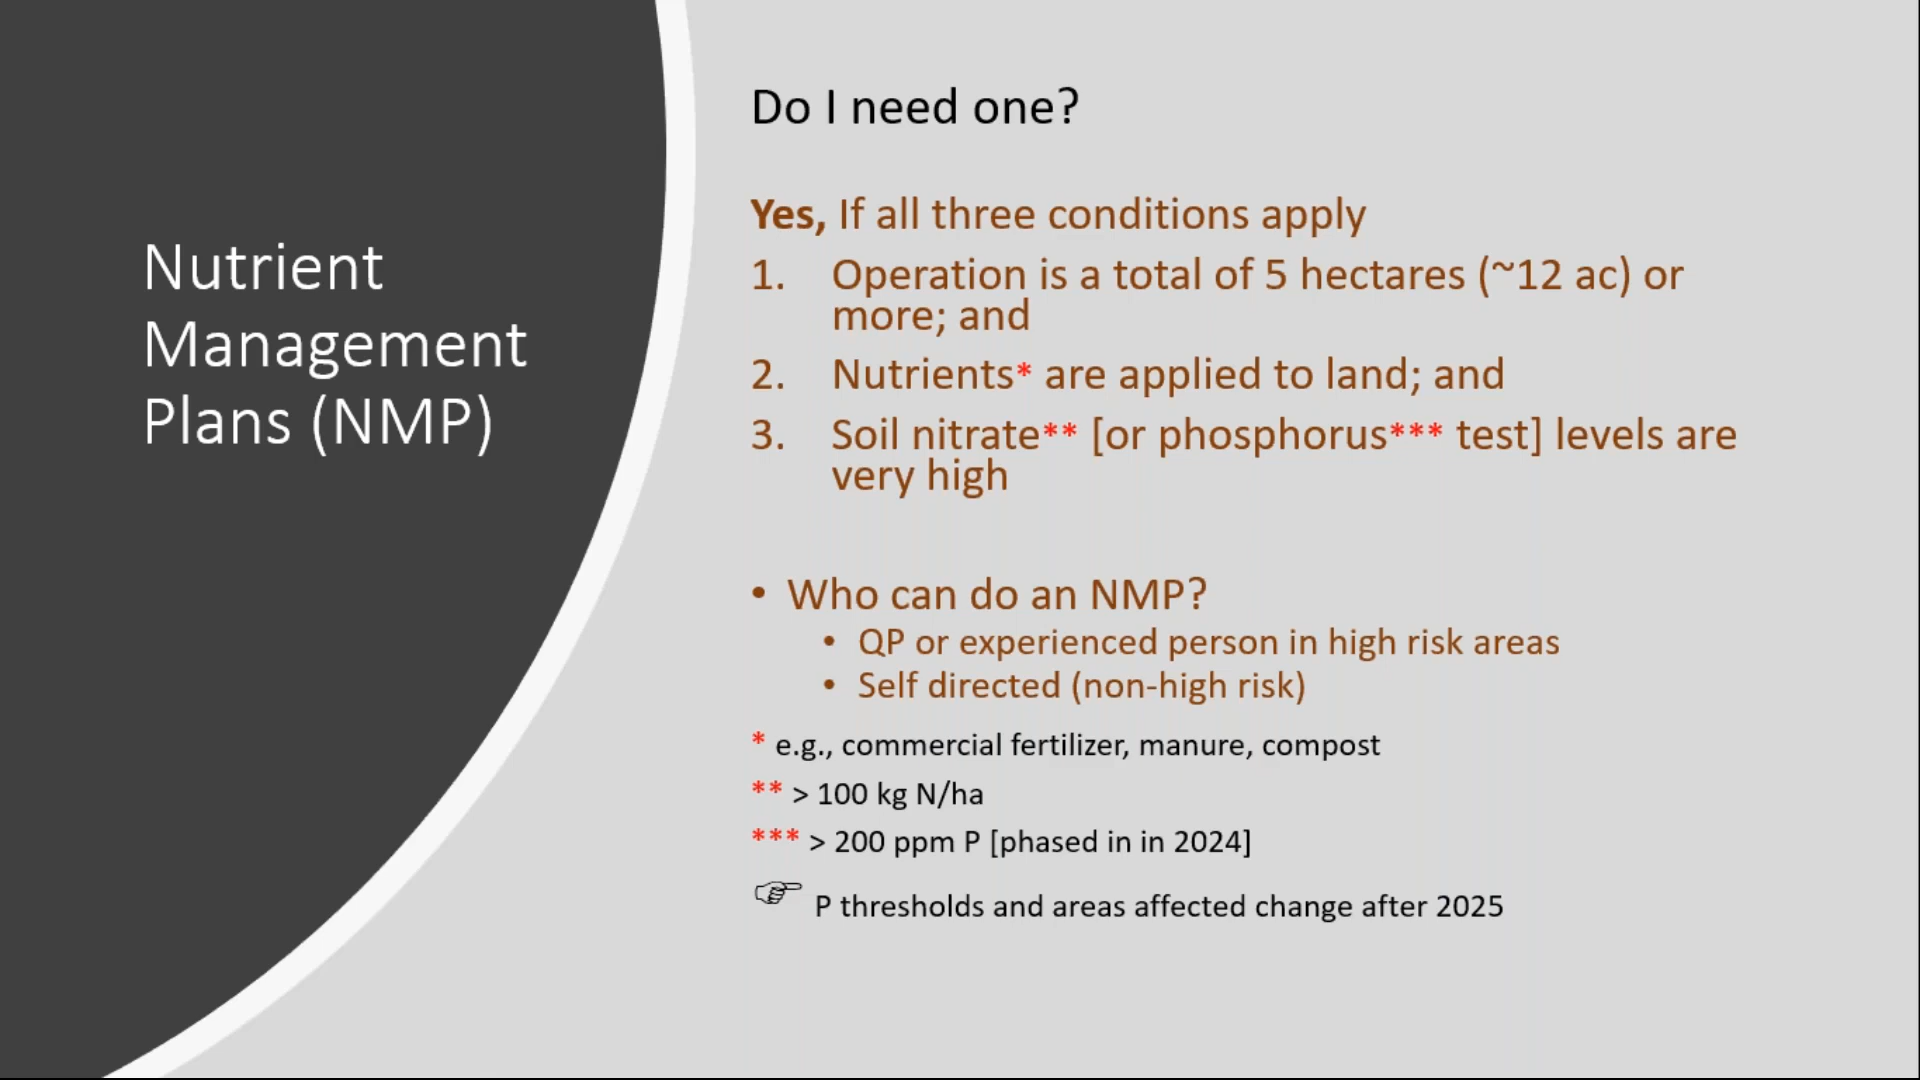 Nutrient
Management
Plans (NMP)
Do I need one?
Yes, If all three conditions apply
1. Operation is a total of 5 hectares (~12 ac) or
more; and
2. Nutrients* are applied to land; and
3. Soil nitrate** [or phosphorus*** test] levels are
very high
• Who can do an NMP?
• QP or experienced person in high risk areas
• Self directed (non-high risk)
* e.g., commercial fertilizer, manure, compost
** > 100 kg N/ha
*** > 200 ppm P [phased in in 2024]
☞ P thresholds and areas affected change after 2025